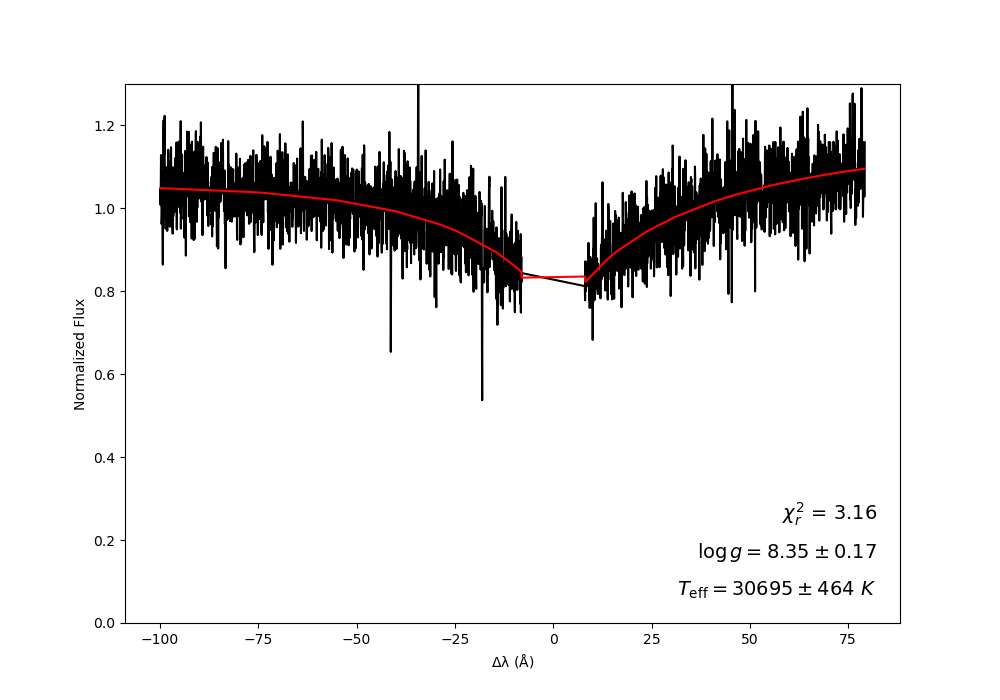 1.2
1.0
0.8
0.6
0.4
0.2
0.0
Normalized Flux
χ²ᵣ = 3.16
log g = 8.35 ± 0.17
T_eff = 30695 ± 464 K
−100 −75 −50 −25 0 25 50 75
Δλ (Å)